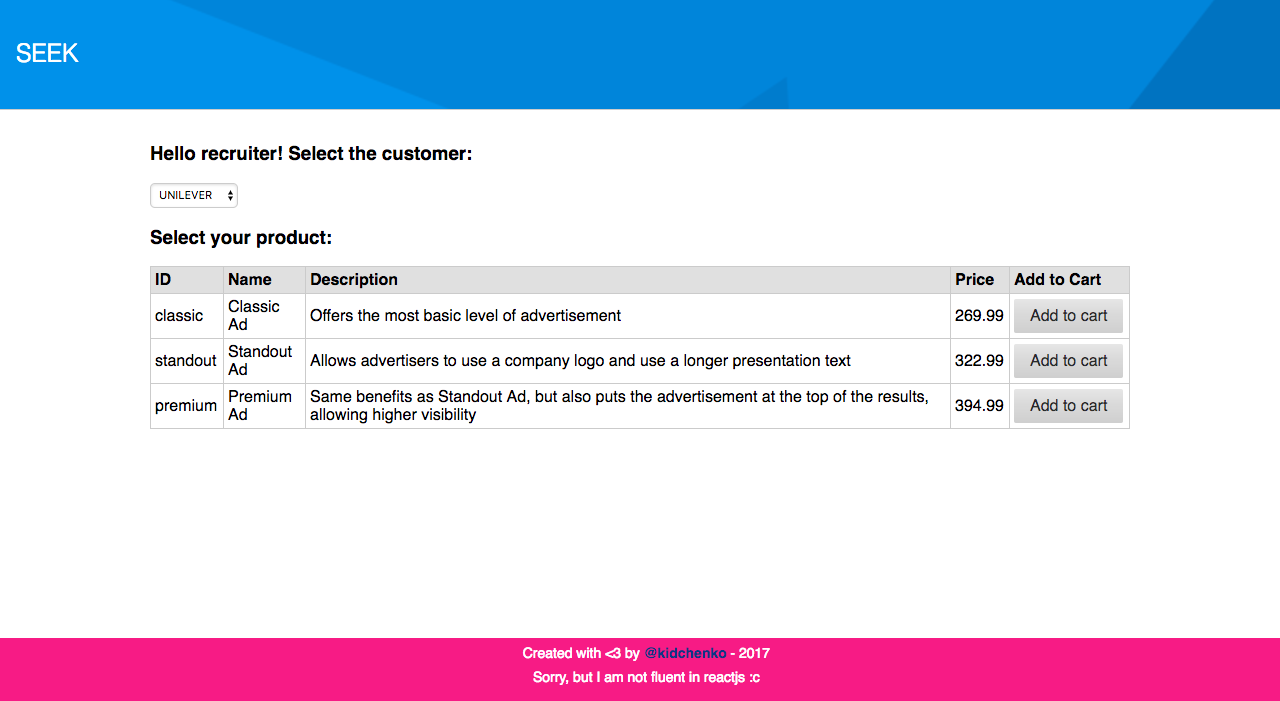 SEEK
Hello recruiter! Select the customer:
UNILEVER
Select your product:
ID Name Description Price Add to Cart
classic Classic Ad Offers the most basic level of advertisement 269.99 Add to cart
standout Standout Ad Allows advertisers to use a company logo and use a longer presentation text 322.99 Add to cart
premium Premium Ad Same benefits as Standout Ad, but also puts the advertisement at the top of the results, allowing higher visibility 394.99 Add to cart
Created with <3 by @kidchenko - 2017
Sorry, but I am not fluent in reactjs :c